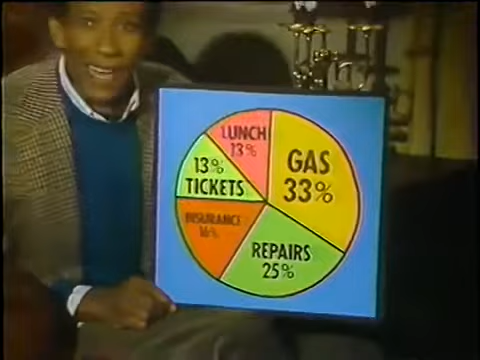 LUNCH
13%
GAS
33%
13%
TICKETS
INSURANCE
16%
REPAIRS
25%